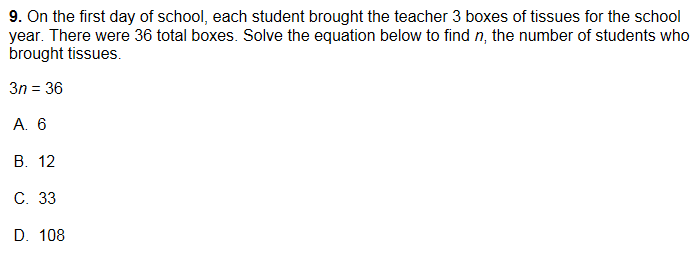 9. On the first day of school, each student brought the teacher 3 boxes of tissues for the school
year. There were 36 total boxes. Solve the equation below to find n, the number of students who
brought tissues.
3n = 36
A. 6
B. 12
C. 33
D. 108